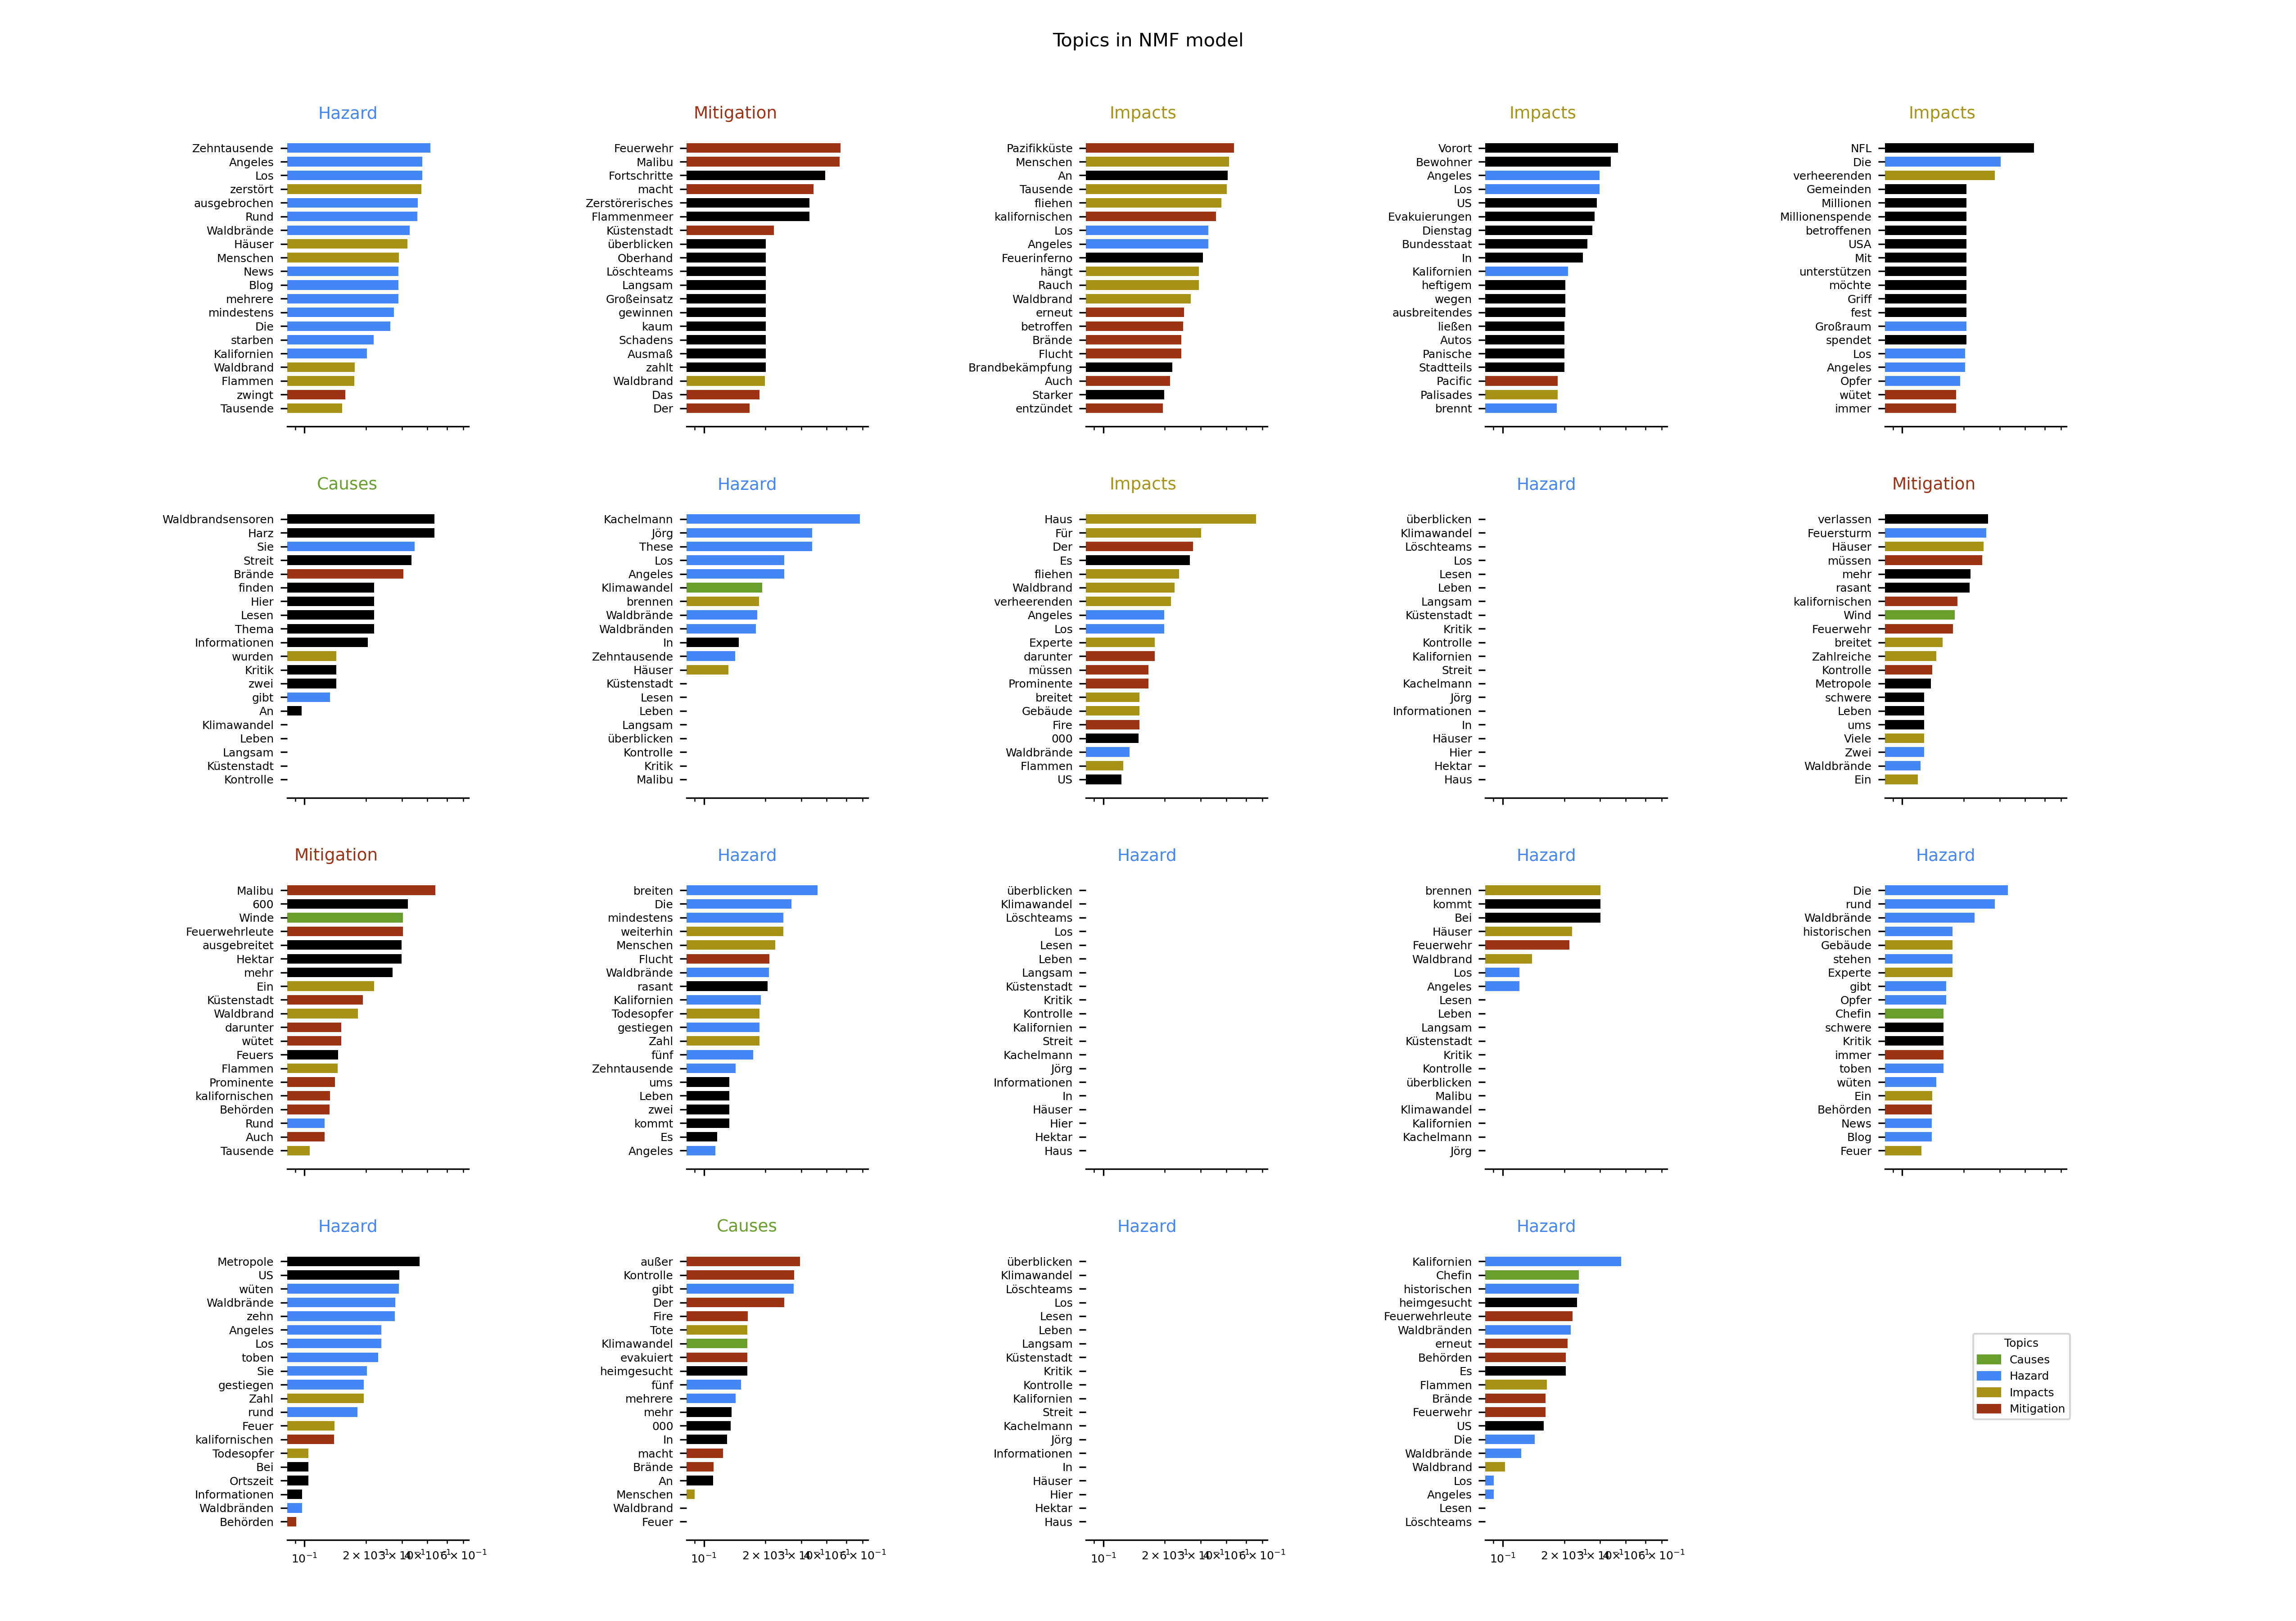 Topics in NMF model
Hazard
Zehntausende
Angeles
Los
zerstört
ausgebrochen
Rund
Waldbrände
Häuser
Menschen
News
Blog
mehrere
mindestens
Die
starben
Kalifornien
Waldbrand
Flammen
zwingt
Tausende
Mitigation
Feuerwehr
Malibu
Fortschritte
macht
Zerstörerisches
Flammenmeer
Küstenstadt
überblicken
Oberhand
Löschteams
Langsam
Großeinsatz
gewinnen
kaum
Schadens
Ausmaß
zahlt
Waldbrand
Das
Der
Impacts
Pazifikküste
Menschen
An
Tausende
fliehen
kalifornischen
Los
Angeles
Feuerinferno
hängt
Rauch
Waldbrand
erneut
betroffen
Brände
Flucht
Brandbekämpfung
Auch
Starker
entzündet
Impacts
Vorort
Bewohner
Angeles
Los
US
Evakuierungen
Dienstag
Bundesstaat
In
Kalifornien
heftigem
wegen
ausbreitendes
ließen
Autos
Panische
Stadtteils
Pacific
Palisades
brennt
Impacts
NFL
Die
verheerenden
Gemeinden
Millionen
Millionenspende
betroffenen
USA
Mit
unterstützen
möchte
Griff
fest
Großraum
spendet
Los
Angeles
Opfer
wütet
immer
Causes
Waldbrandsensoren
Harz
Sie
Streit
Brände
finden
Hier
Lesen
Thema
Informationen
wurden
Kritik
zwei
gibt
An
Klimawandel
Leben
Langsam
Küstenstadt
Kontrolle
Hazard
Kachelmann
Jörg
These
Los
Angeles
Klimawandel
brennen
Waldbrände
Waldbränden
In
Zehntausende
Häuser
Küstenstadt
Lesen
Leben
Langsam
überblicken
Kontrolle
Kritik
Malibu
Impacts
Haus
Für
Der
Es
fliehen
Waldbrand
verheerenden
Angeles
Los
Experte
darunter
müssen
Prominente
breitet
Gebäude
Fire
000
Waldbrände
Flammen
US
Hazard
überblicken
Klimawandel
Löschteams
Los
Lesen
Leben
Langsam
Küstenstadt
Kritik
Kontrolle
Kalifornien
Streit
Kachelmann
Jörg
Informationen
In
Häuser
Hier
Hektar
Haus
Mitigation
verlassen
Feuersturm
Häuser
müssen
mehr
rasant
kalifornischen
Wind
Feuerwehr
breitet
Zahlreiche
Kontrolle
Metropole
schwere
Leben
ums
Viele
Zwei
Waldbrände
Ein
Mitigation
Malibu
600
Winde
Feuerwehrleute
ausgebreitet
Hektar
mehr
Ein
Küstenstadt
Waldbrand
darunter
wütet
Feuers
Flammen
Prominente
kalifornischen
Behörden
Rund
Auch
Tausende
Hazard
breiten
Die
mindestens
weiterhin
Menschen
Flucht
Waldbrände
rasant
Kalifornien
Todesopfer
gestiegen
Zahl
fünf
Zehntausende
ums
Leben
zwei
kommt
Es
Angeles
Hazard
überblicken
Klimawandel
Löschteams
Los
Lesen
Leben
Langsam
Küstenstadt
Kritik
Kontrolle
Kalifornien
Streit
Kachelmann
Jörg
Informationen
In
Häuser
Hier
Hektar
Haus
Hazard
brennen
kommt
Bei
Häuser
Feuerwehr
Waldbrand
Los
Angeles
Lesen
Leben
Langsam
Küstenstadt
Kritik
Kontrolle
überblicken
Malibu
Klimawandel
Kalifornien
Kachelmann
Jörg
Hazard
Die
rund
Waldbrände
historischen
Gebäude
stehen
Experte
gibt
Opfer
Chefin
schwere
Kritik
immer
toben
wüten
Ein
Behörden
News
Blog
Feuer
Hazard
Metropole
US
wüten
Waldbrände
zehn
Angeles
Los
toben
Sie
gestiegen
Zahl
rund
Feuer
kalifornischen
Todesopfer
Bei
Ortszeit
Informationen
Waldbränden
Behörden
10⁻¹
Causes
außer
Kontrolle
gibt
Der
Fire
Tote
Klimawandel
evakuiert
heimgesucht
fünf
mehrere
mehr
000
In
macht
Brände
An
Menschen
Waldbrand
Feuer
10⁻¹
Hazard
überblicken
Klimawandel
Löschteams
Los
Lesen
Leben
Langsam
Küstenstadt
Kritik
Kontrolle
Kalifornien
Streit
Kachelmann
Jörg
Informationen
In
Häuser
Hier
Hektar
Haus
10⁻¹
Hazard
Kalifornien
Chefin
historischen
heimgesucht
Feuerwehrleute
Waldbränden
erneut
Behörden
Es
Flammen
Brände
Feuerwehr
US
Die
Waldbrände
Waldbrand
Los
Angeles
Lesen
Löschteams
10⁻¹
Topics
Causes
Hazard
Impacts
Mitigation